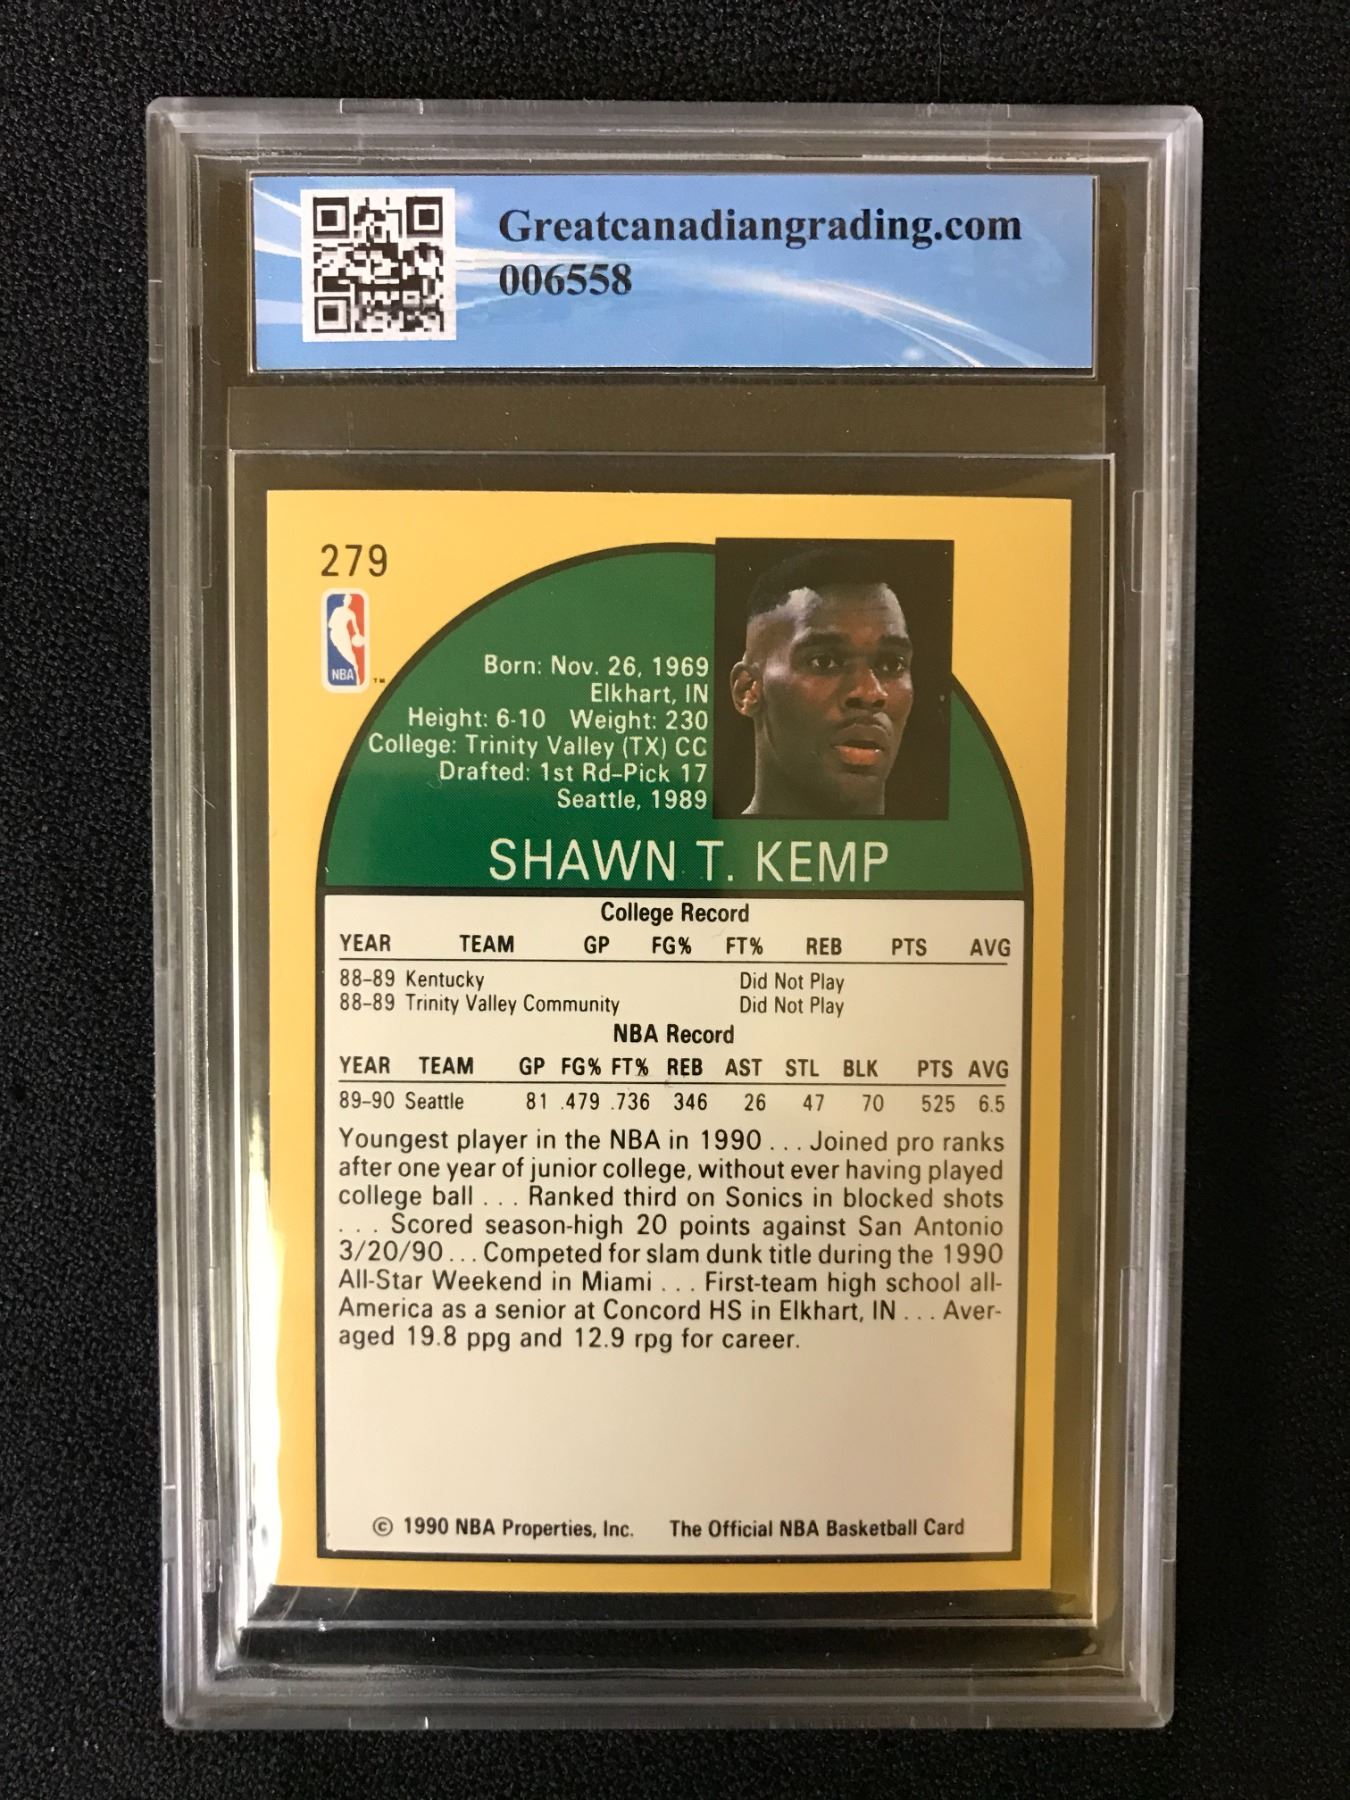 Greatcanadiangrading.com
006558
279
NBA
™
Born: Nov. 26, 1969
Elkhart, IN
Height: 6-10 Weight: 230
College: Trinity Valley (TX) CC
Drafted: 1st Rd-Pick 17
Seattle, 1989
SHAWN T. KEMP
College Record
YEAR TEAM GP FG% FT% REB PTS AVG
88-89 Kentucky Did Not Play
88-89 Trinity Valley Community Did Not Play
NBA Record
YEAR TEAM GP FG% FT% REB AST STL BLK PTS AVG
89-90 Seattle 81 .479 .736 346 26 47 70 525 6.5
Youngest player in the NBA in 1990 . . . Joined pro ranks
after one year of junior college, without ever having played
college ball . . . Ranked third on Sonics in blocked shots
. . . Scored season-high 20 points against San Antonio
3/20/90 . . . Competed for slam dunk title during the 1990
All-Star Weekend in Miami . . . First-team high school all-
America as a senior at Concord HS in Elkhart, IN . . . Aver-
aged 19.8 ppg and 12.9 rpg for career.
© 1990 NBA Properties, Inc. The Official NBA Basketball Card